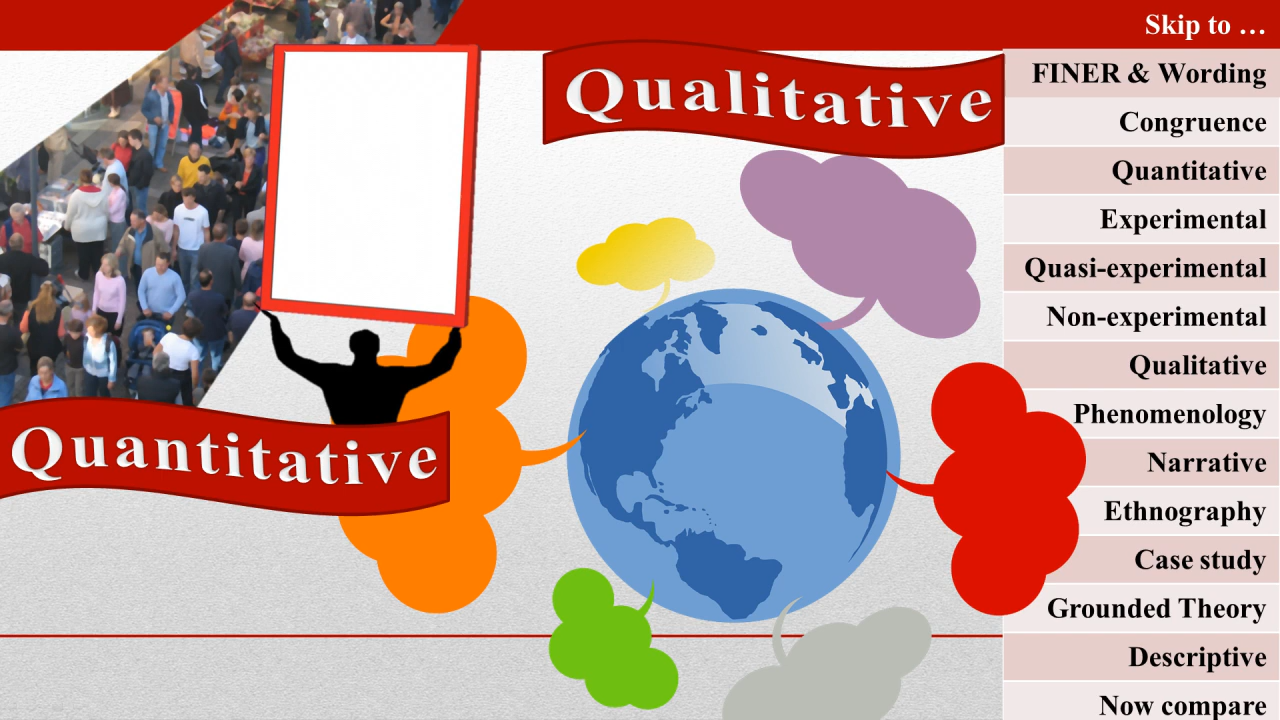 Skip to …
Qualitative
Quantitative
FINER & Wording
Congruence
Quantitative
Experimental
Quasi-experimental
Non-experimental
Qualitative
Phenomenology
Narrative
Ethnography
Case study
Grounded Theory
Descriptive
Now compare